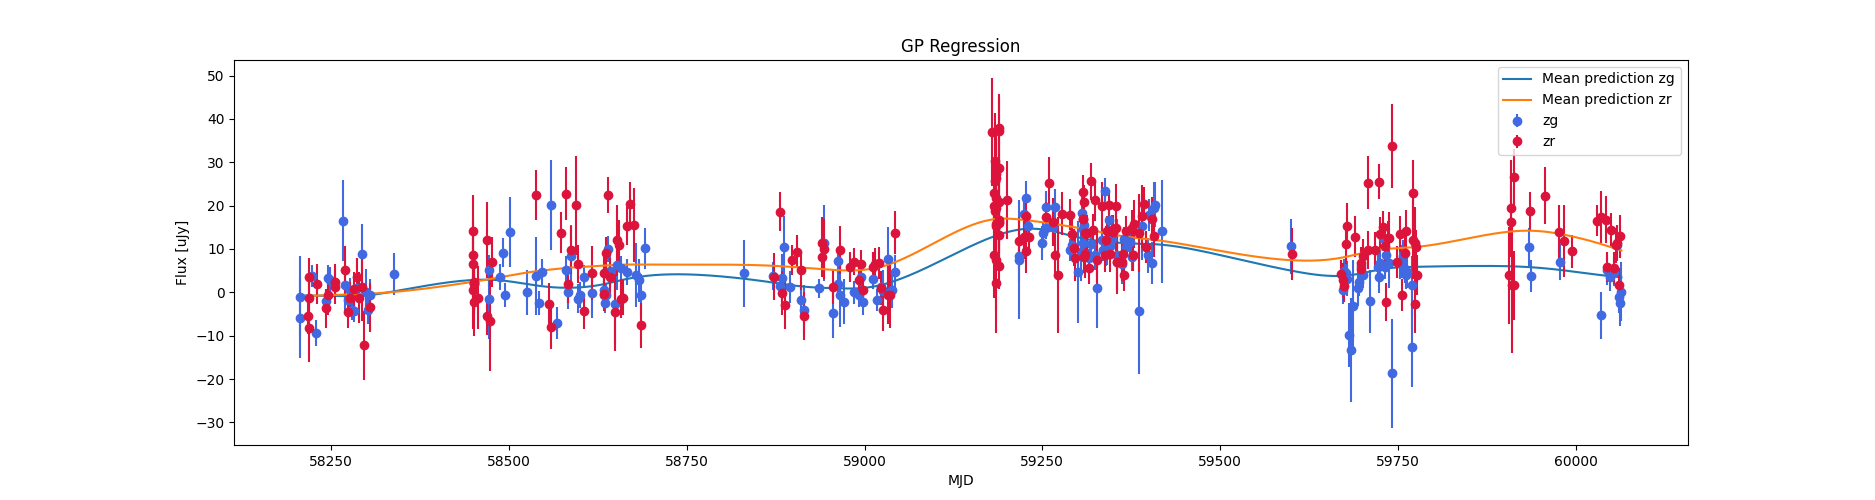 GP Regression
Flux [uJy]
50
40
30
20
10
0
−10
−20
−30
58250
58500
58750
59000
59250
59500
59750
60000
MJD
Mean prediction zg
Mean prediction zr
zg
zr